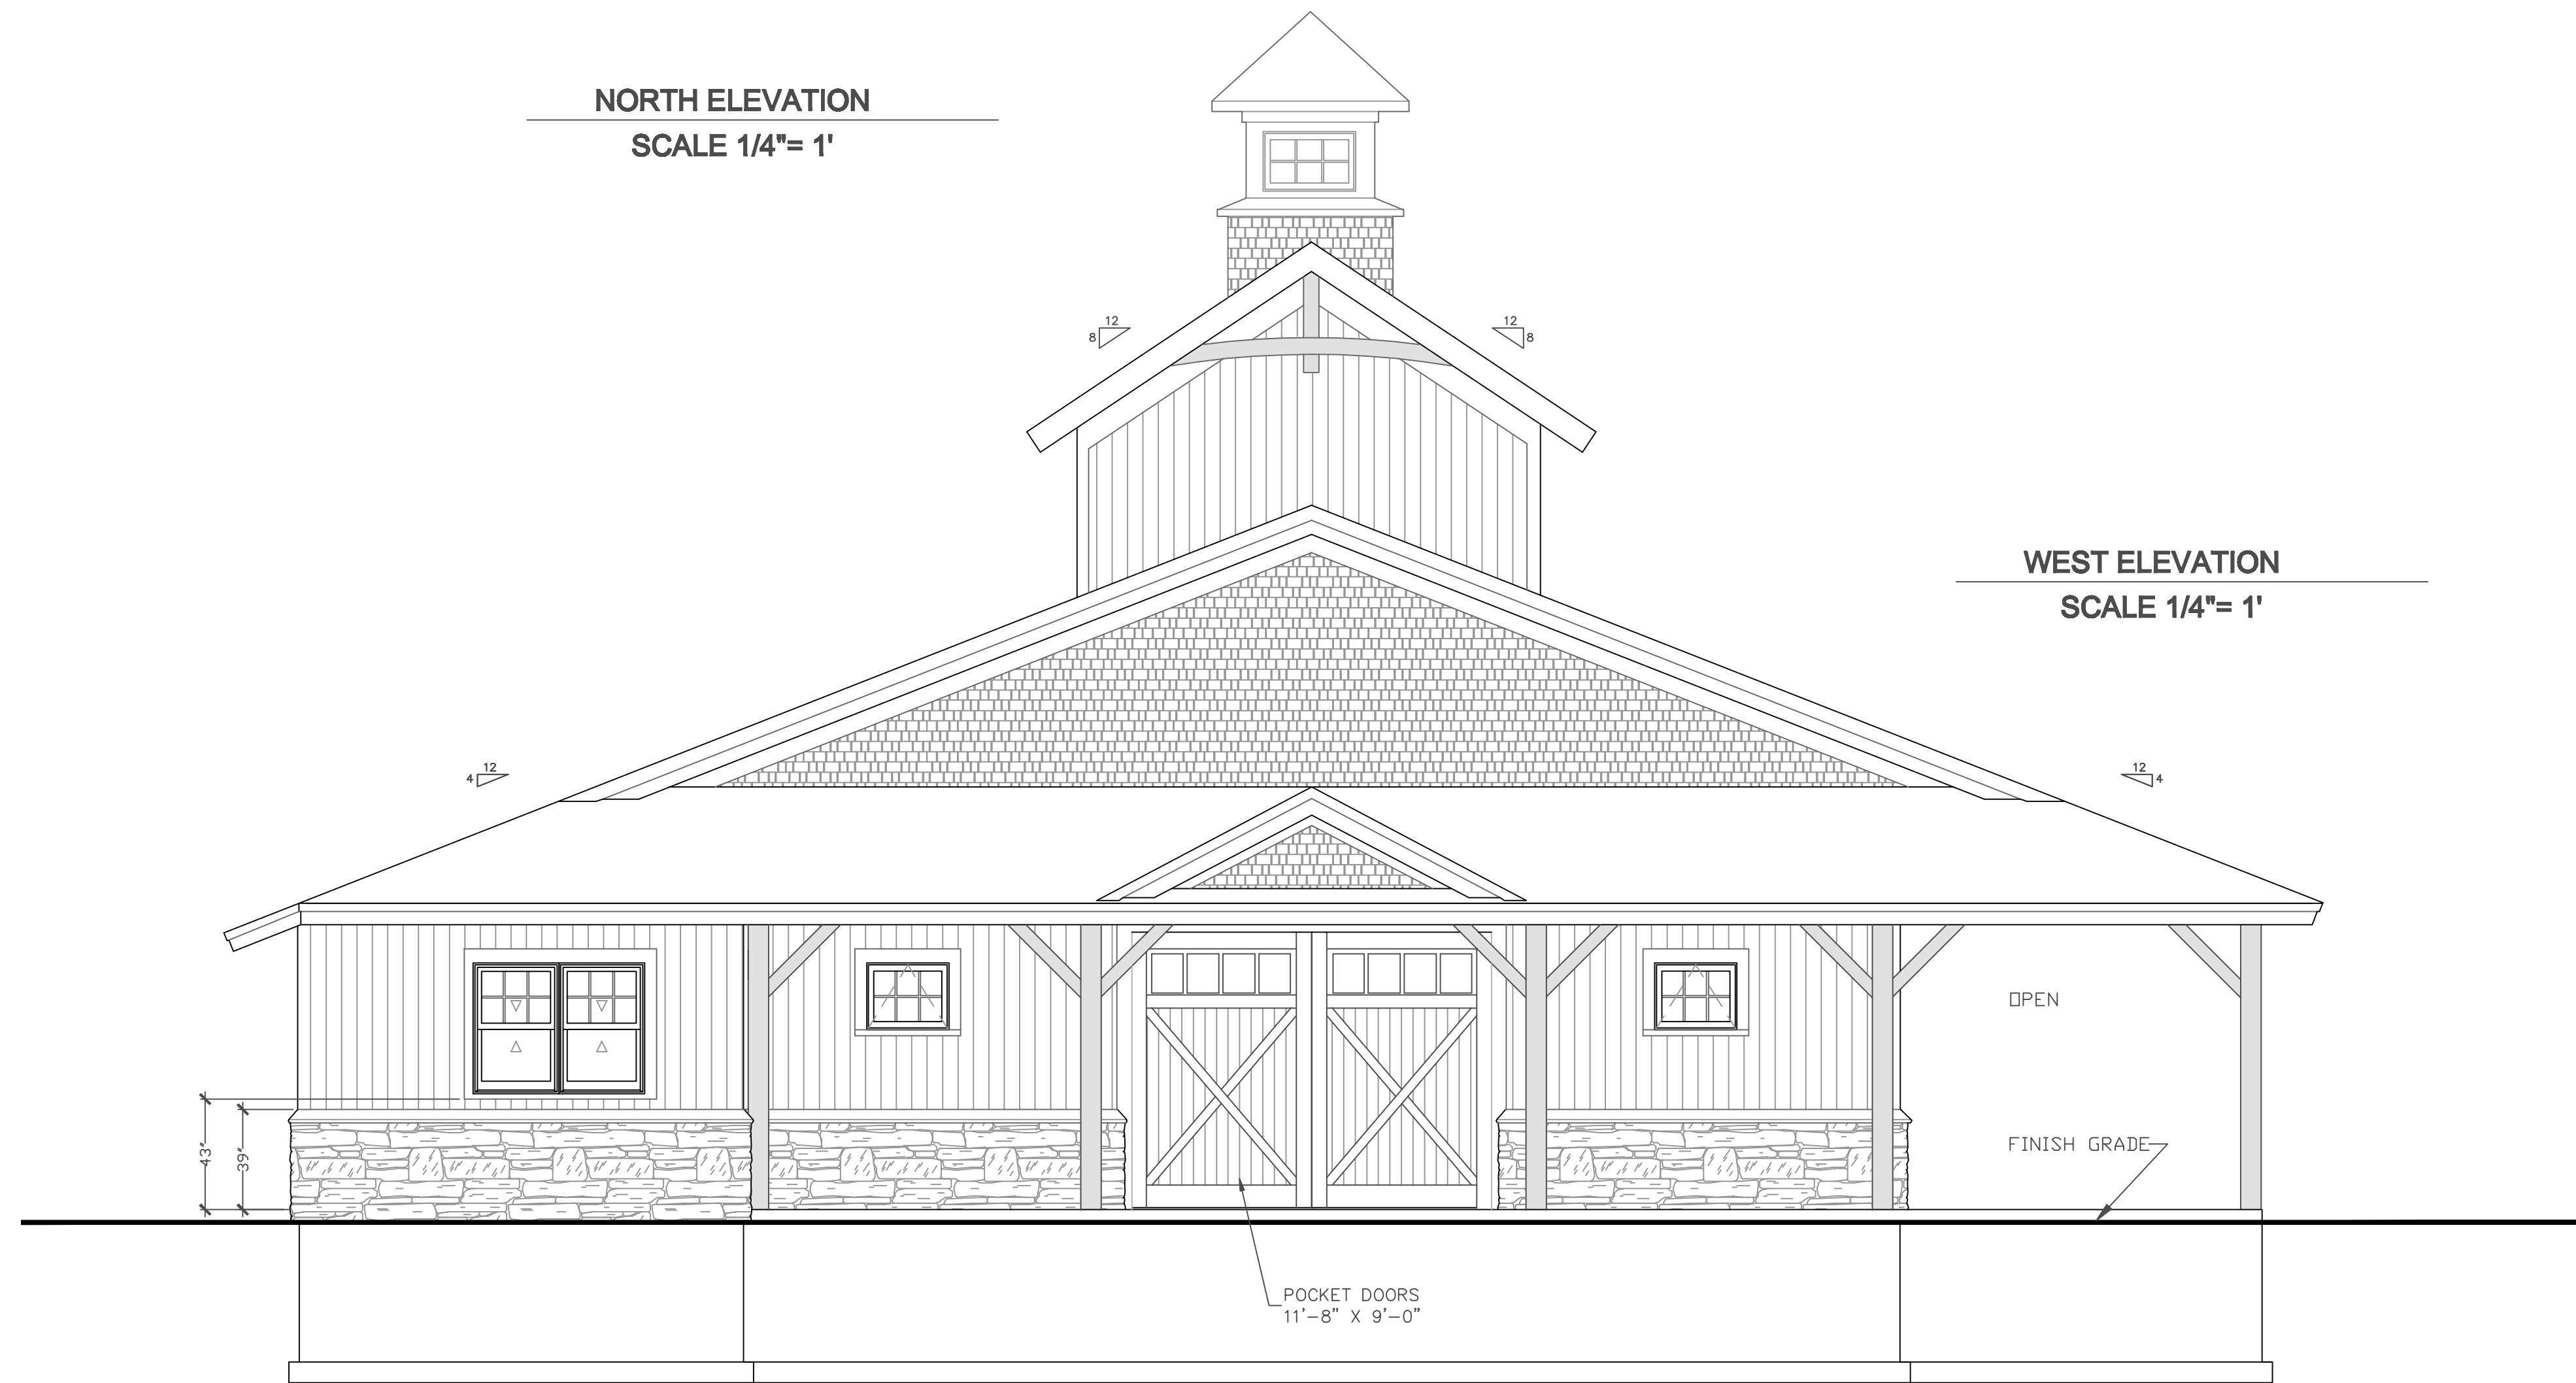 NORTH ELEVATION
SCALE 1/4"= 1'
12
8
12
8
WEST ELEVATION
SCALE 1/4"= 1'
12
4
12
4
OPEN
43"
39"
FINISH GRADE
POCKET DOORS
11'-8" X 9'-0"